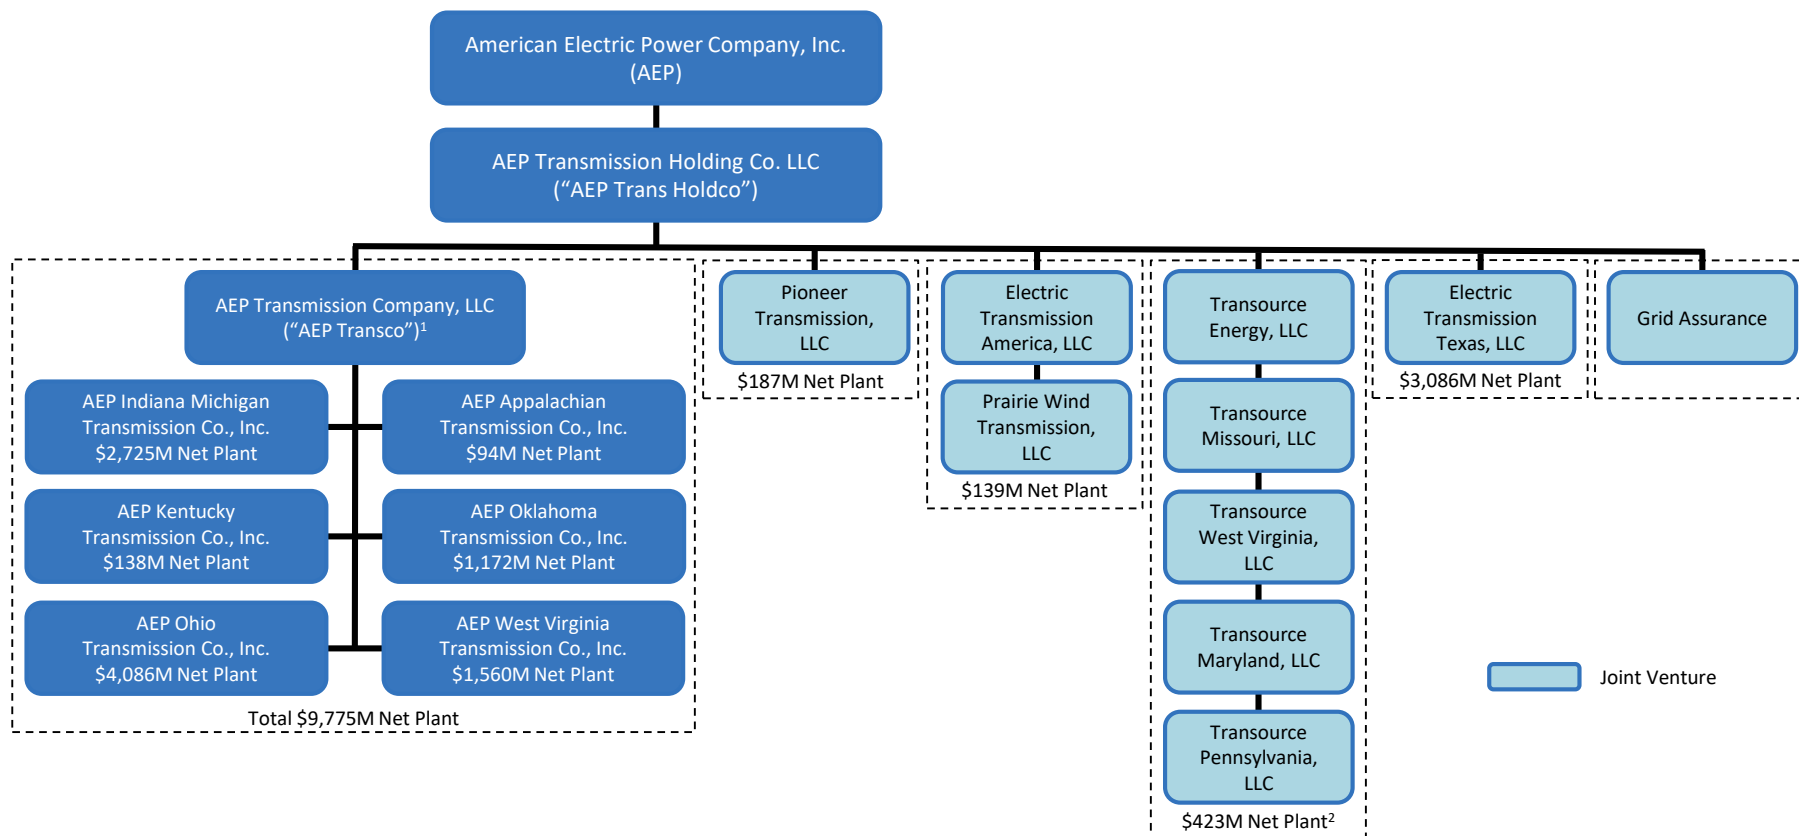 American Electric Power Company, Inc.
(AEP)
AEP Transmission Holding Co. LLC
(“AEP Trans Holdco”)
AEP Transmission Company, LLC
(“AEP Transco”)¹
AEP Indiana Michigan
Transmission Co., Inc.
$2,725M Net Plant
AEP Appalachian
Transmission Co., Inc.
$94M Net Plant
AEP Kentucky
Transmission Co., Inc.
$138M Net Plant
AEP Oklahoma
Transmission Co., Inc.
$1,172M Net Plant
AEP Ohio
Transmission Co., Inc.
$4,086M Net Plant
AEP West Virginia
Transmission Co., Inc.
$1,560M Net Plant
Total $9,775M Net Plant
Pioneer
Transmission,
LLC
$187M Net Plant
Electric
Transmission
America, LLC
Prairie Wind
Transmission,
LLC
$139M Net Plant
Transource
Energy, LLC
Transource
Missouri, LLC
Transource
West Virginia,
LLC
Transource
Maryland, LLC
Transource
Pennsylvania,
LLC
$423M Net Plant²
Electric
Transmission
Texas, LLC
$3,086M Net Plant
Grid Assurance
Joint Venture